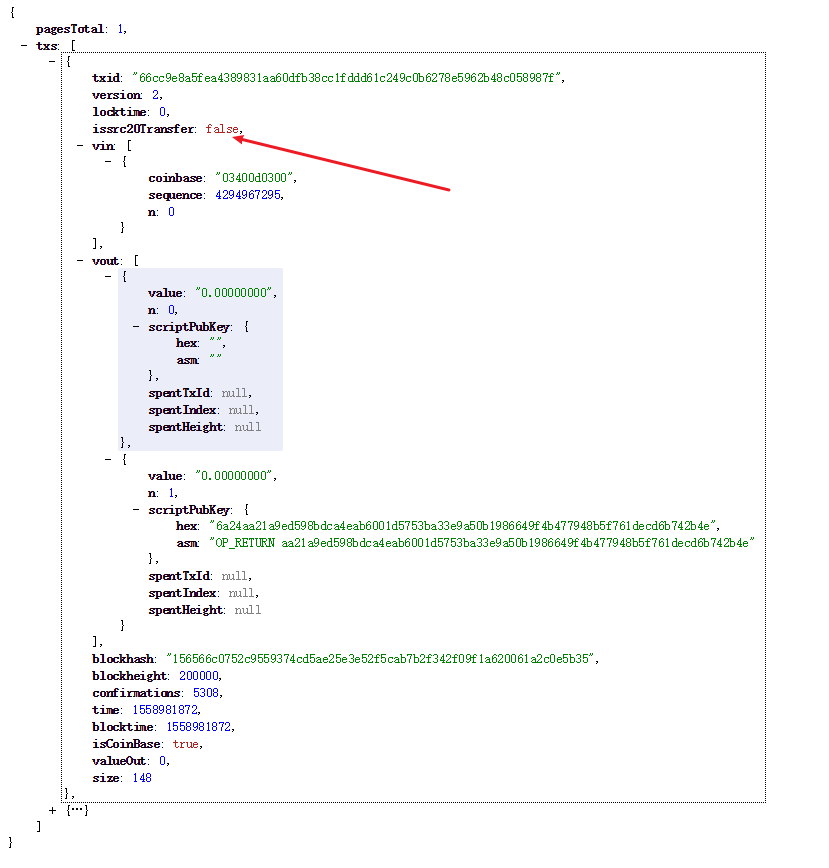 {
pagesTotal: 1,
- txs: [
- {
txid: "66cc9e8a5fea4389831aa60dfb38cc1fddd61c249c0b6278e5962b48c058987f",
version: 2,
locktime: 0,
issrc20Transfer: false,
- vin: [
- {
coinbase: "03400d0300",
sequence: 4294967295,
n: 0
}
],
- vout: [
- {
value: "0.00000000",
n: 0,
- scriptPubKey: {
hex: "",
asm: ""
},
spentTxId: null,
spentIndex: null,
spentHeight: null
},
- {
value: "0.00000000",
n: 1,
- scriptPubKey: {
hex: "6a24aa21a9ed598bdca4eab6001d5753ba33e9a50b1986649f4b477948b5f761decd6b742b4e",
asm: "OP_RETURN aa21a9ed598bdca4eab6001d5753ba33e9a50b1986649f4b477948b5f761decd6b742b4e"
},
spentTxId: null,
spentIndex: null,
spentHeight: null
}
],
blockhash: "156566c0752c9559374cd5ae25e3e52f5cab7b2f342f09f1a620061a2c0e5b35",
blockheight: 200000,
confirmations: 5308,
time: 1558981872,
blocktime: 1558981872,
isCoinBase: true,
valueOut: 0,
size: 148
},
+ {…}
]
}